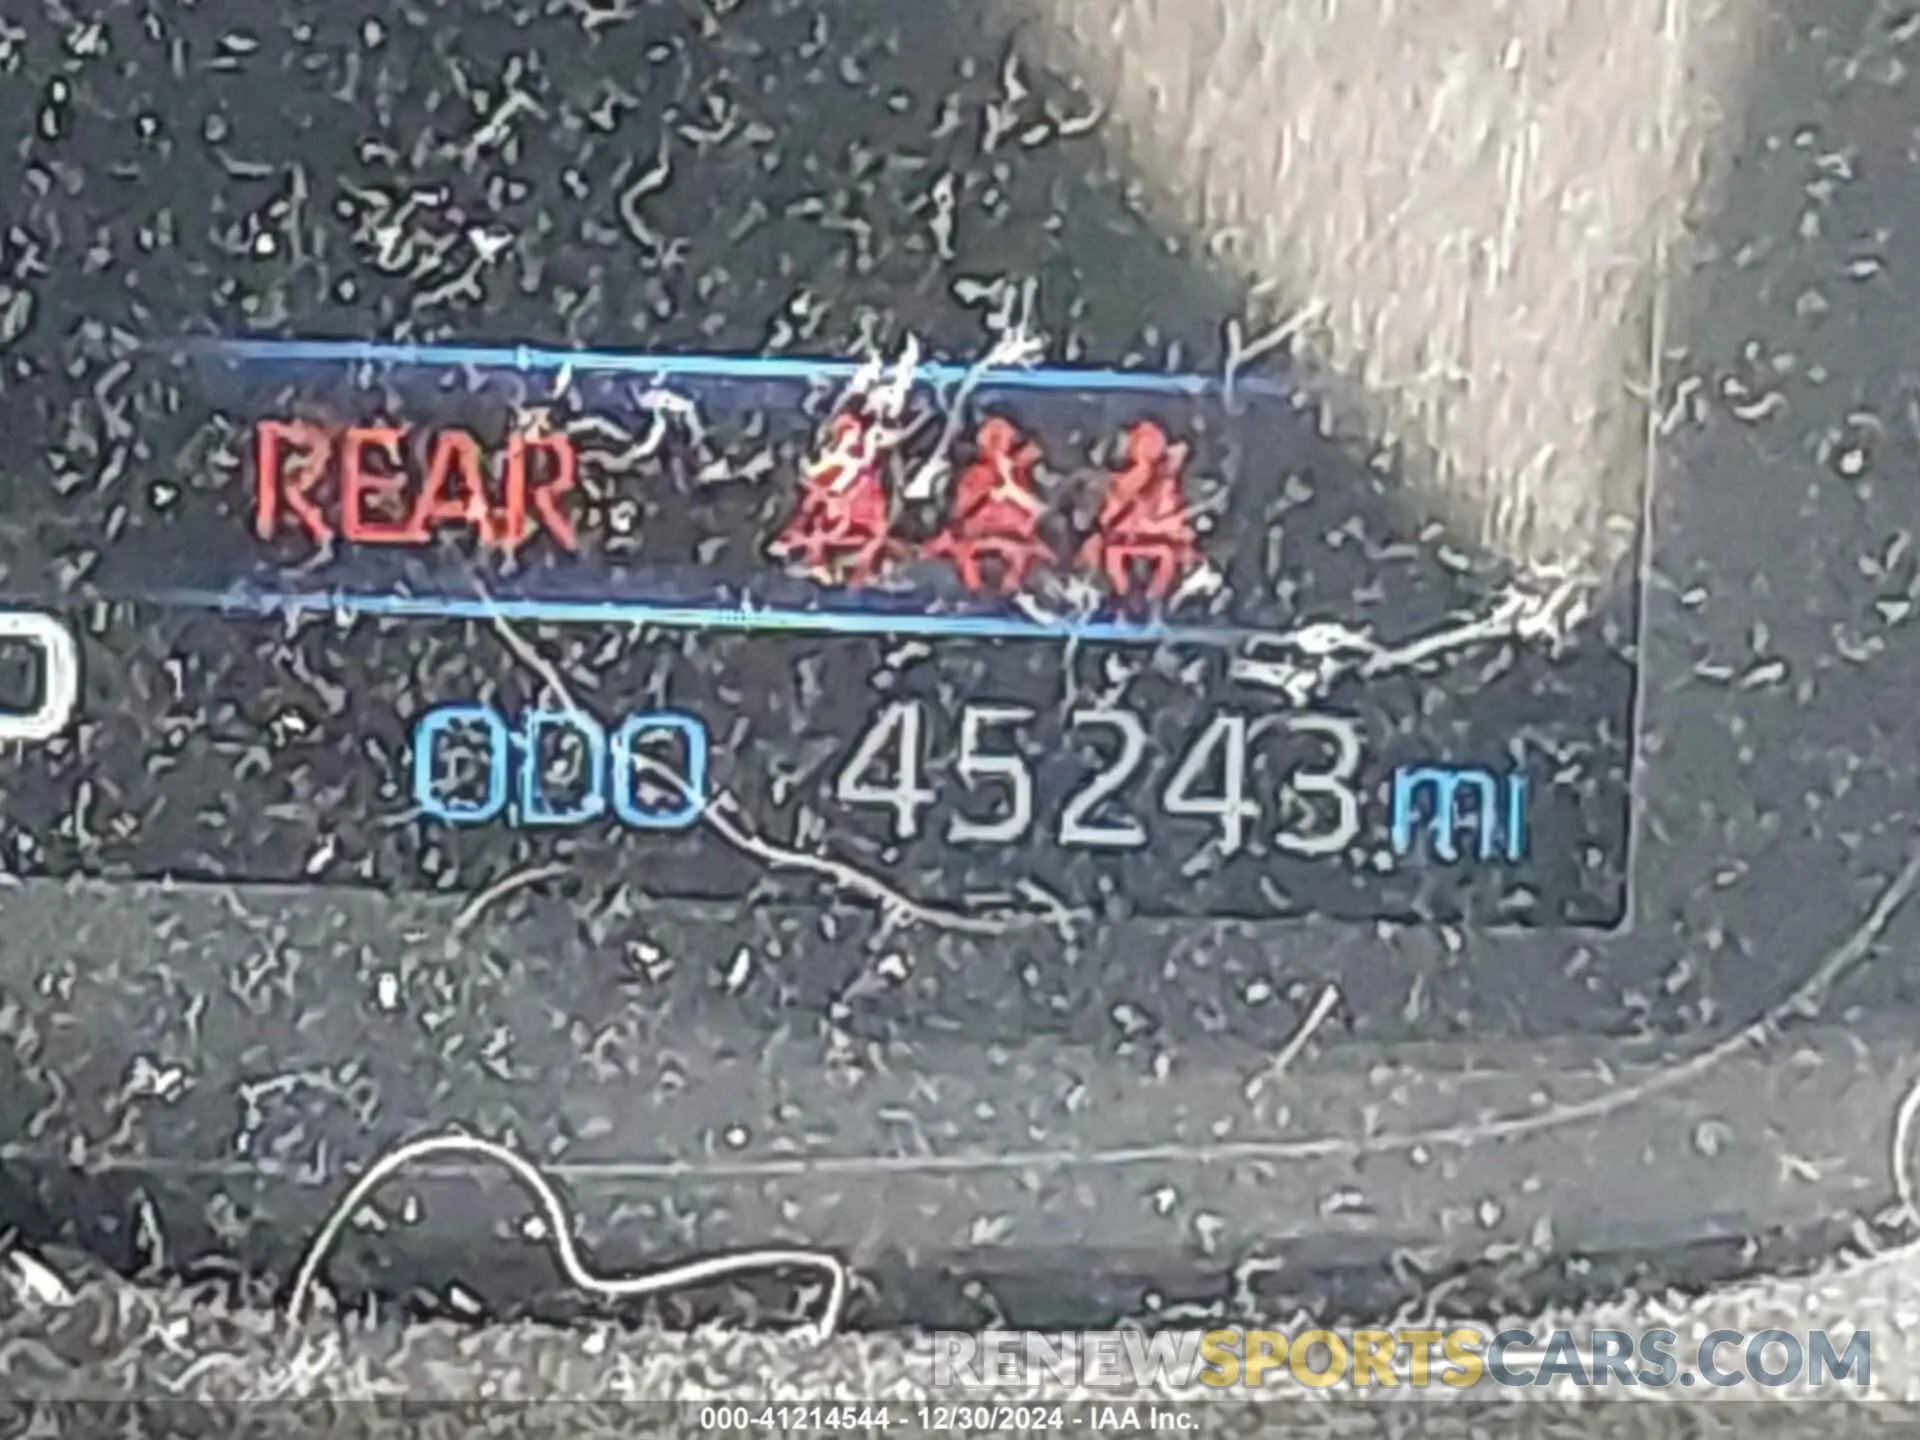 REAR
ODO 45243 mi
RENEWSPORTSCARS.COM
000-41214544 - 12/30/2024 - IAA Inc.